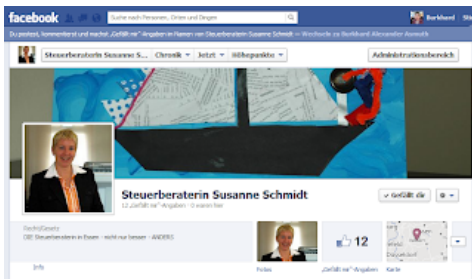 facebook
Suche nach Personen, Orten und Dingen
Burkhard
Du postest, kommentierst und machst „Gefällt mir“-Angaben im Namen von Steuerberaterin Susanne Schmidt — Wechsle zu Burkhard Alexander Asmuth
Steuerberaterin Susanne S... Chronik Jetzt Höhepunkte
Administrationsbereich
Steuerberaterin Susanne Schmidt
12 „Gefällt mir“-Angaben · 0 waren hier
Gefällt dir
Recht/Gesetz
DIE Steuerberaterin in Essen - nicht nur besser - ANDERS
12
Info
Fotos
„Gefällt mir“-Angaben
Karte